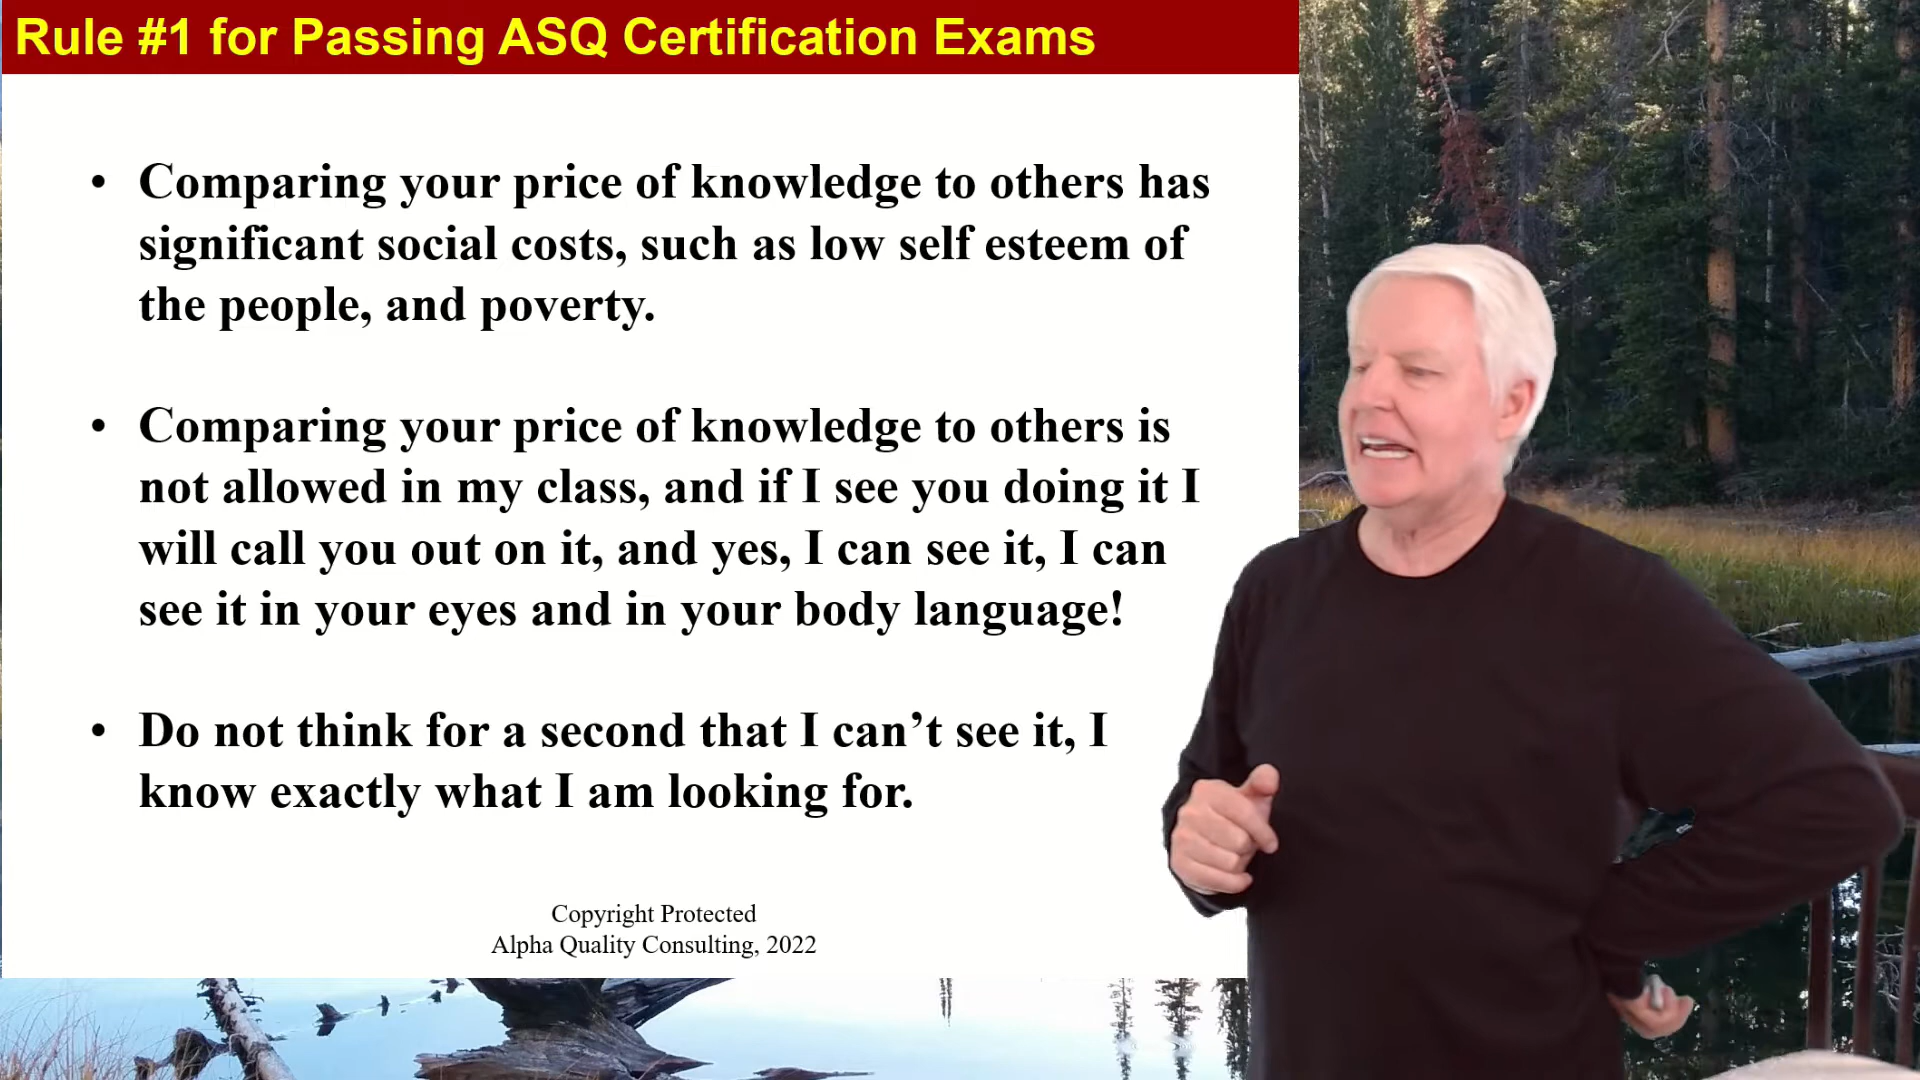 Rule #1 for Passing ASQ Certification Exams
• Comparing your price of knowledge to others has
significant social costs, such as low self esteem of
the people, and poverty.
• Comparing your price of knowledge to others is
not allowed in my class, and if I see you doing it I
will call you out on it, and yes, I can see it, I can
see it in your eyes and in your body language!
• Do not think for a second that I can’t see it, I
know exactly what I am looking for.
Copyright Protected
Alpha Quality Consulting, 2022